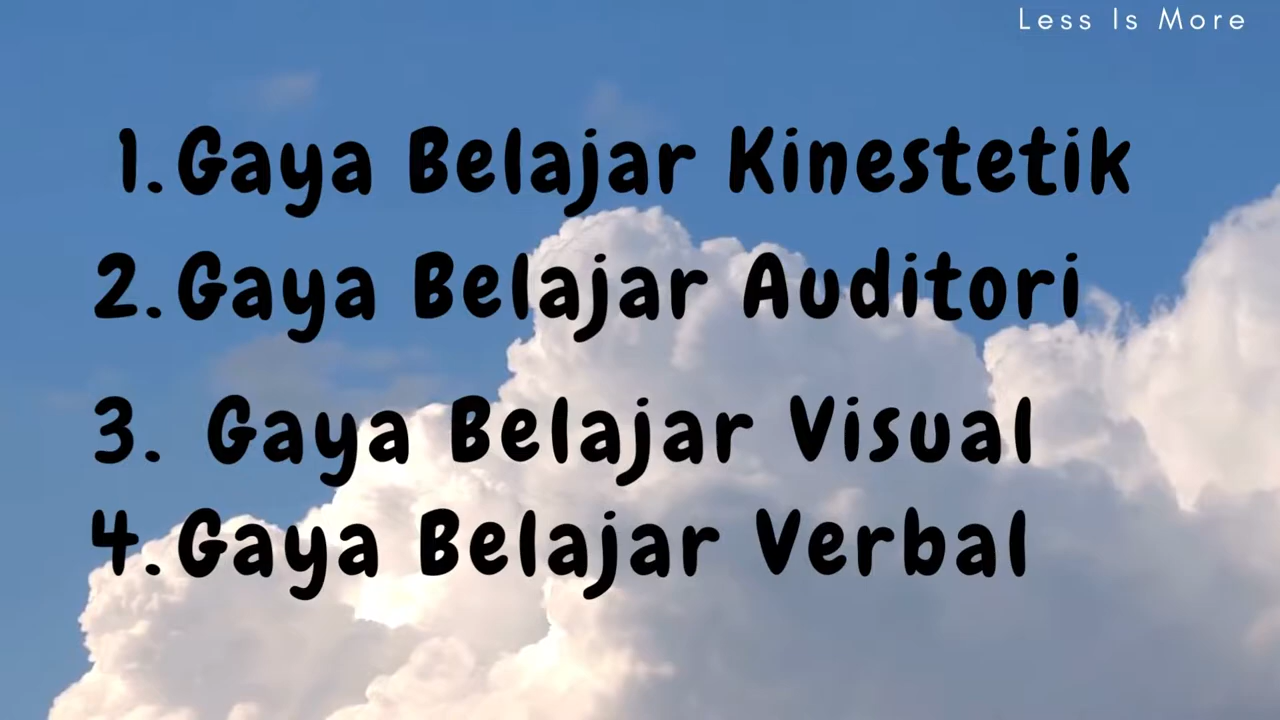 Less Is More
1. Gaya Belajar Kinestetik
2. Gaya Belajar Auditori
3. Gaya Belajar Visual
4. Gaya Belajar Verbal